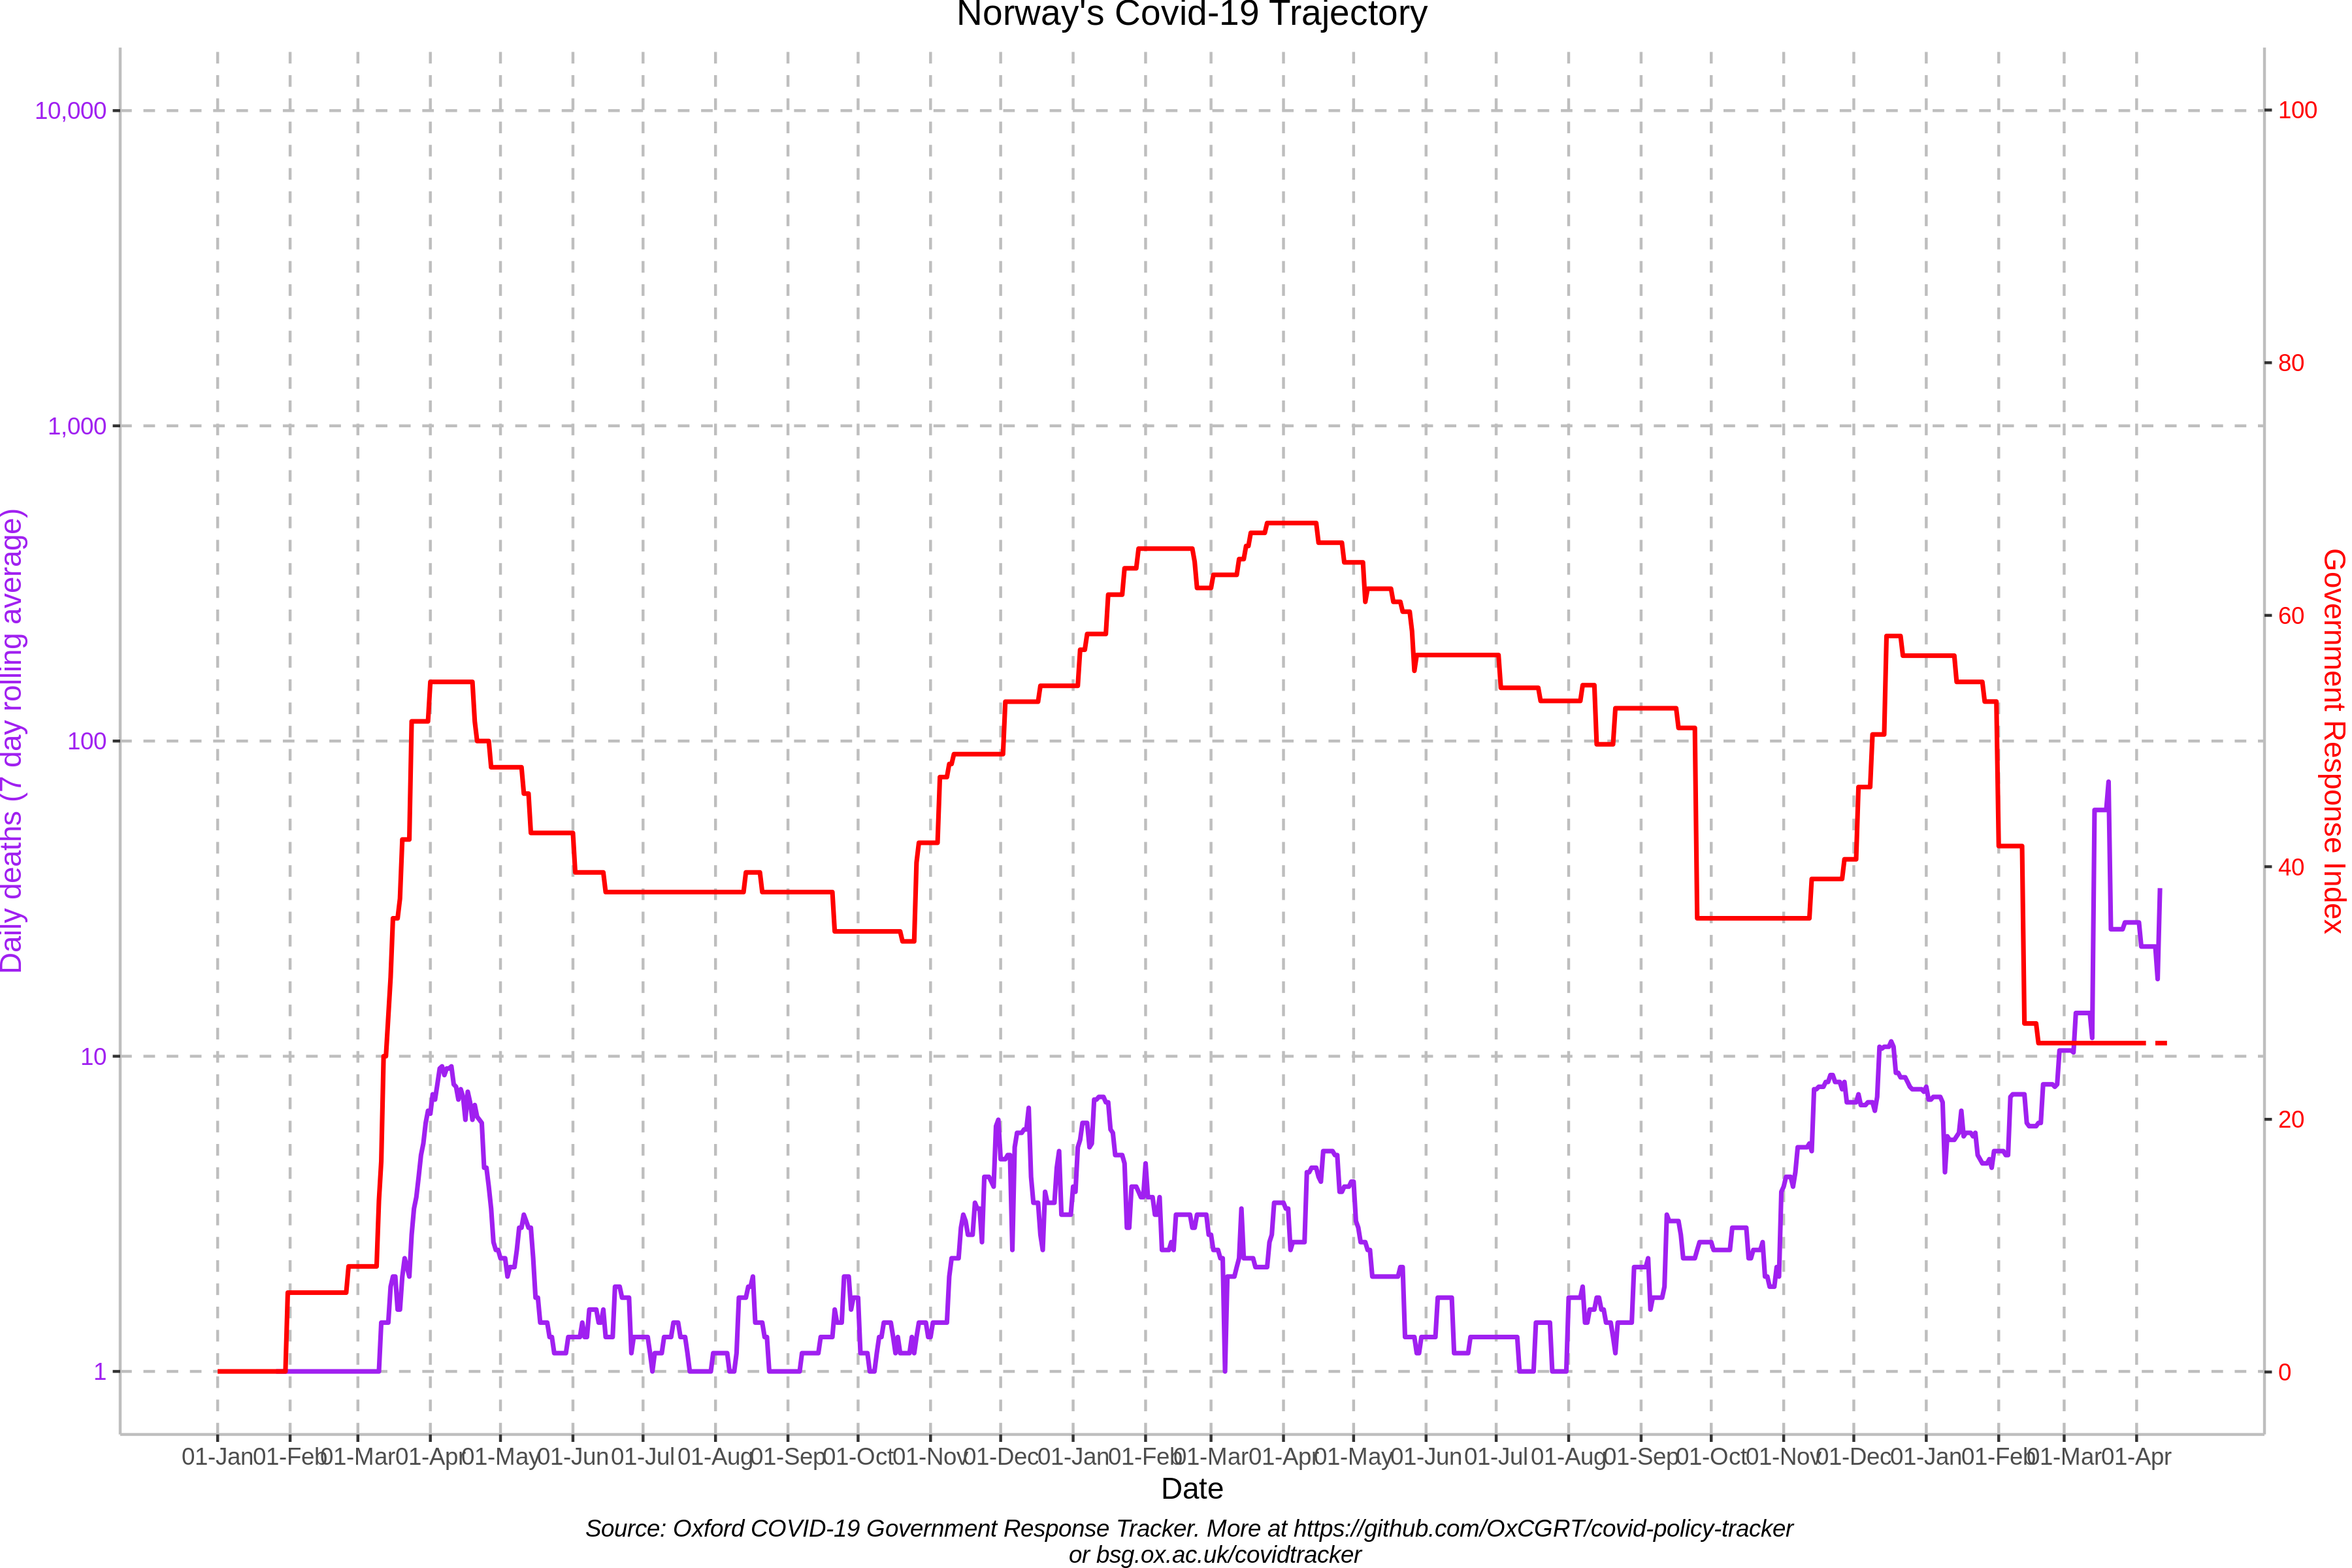 Norway's Covid-19 Trajectory
10,000
1,000
100
10
1
Daily deaths (7 day rolling average)
100
80
60
40
20
0
Government Response Index
01-Jan 01-Feb 01-Mar 01-Apr 01-May 01-Jun 01-Jul 01-Aug 01-Sep 01-Oct 01-Nov 01-Dec 01-Jan 01-Feb 01-Mar 01-Apr 01-May 01-Jun 01-Jul 01-Aug 01-Sep 01-Oct 01-Nov 01-Dec 01-Jan 01-Feb 01-Mar 01-Apr
Date
Source: Oxford COVID-19 Government Response Tracker. More at https://github.com/OxCGRT/covid-policy-tracker
or bsg.ox.ac.uk/covidtracker